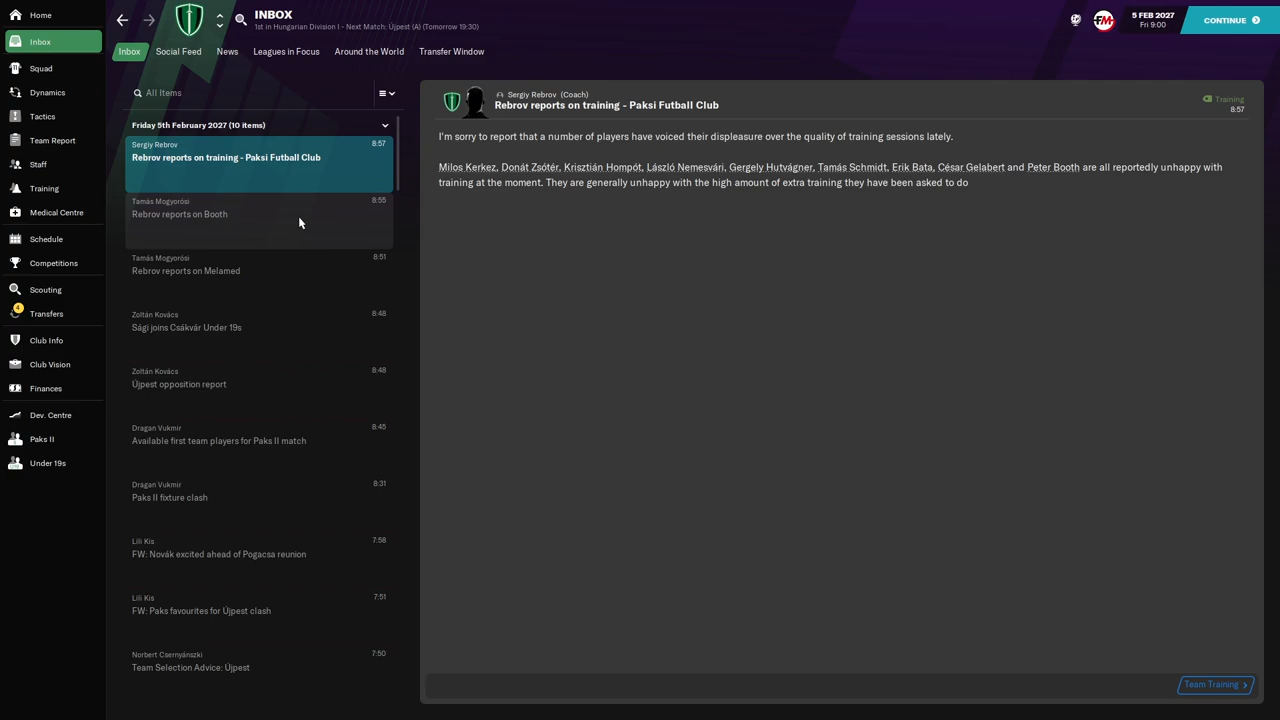 Home
Inbox
Squad
Dynamics
Tactics
Team Report
Staff
Training
Medical Centre
Schedule
Competitions
Scouting
4
Transfers
Club Info
Club Vision
Finances
Dev. Centre
Paks II
Under 19s
INBOX
1st in Hungarian Division I - Next Match: Újpest (A) (Tomorrow 19:30)
FM
5 FEB 2027
Fri 9:00
CONTINUE
Inbox
Social Feed
News
Leagues in Focus
Around the World
Transfer Window
All Items
Friday 5th February 2027 (10 items)
Sergiy Rebrov 8:57
Rebrov reports on training - Paksi Futball Club
Tamás Mogyorósi 8:55
Rebrov reports on Booth
Tamás Mogyorósi 8:51
Rebrov reports on Melamed
Zoltán Kovács 8:48
Sági joins Csákvár Under 19s
Zoltán Kovács 8:48
Újpest opposition report
Dragan Vukmir 8:45
Available first team players for Paks II match
Dragan Vukmir 8:31
Paks II fixture clash
Lili Kis 7:58
FW: Novák excited ahead of Pogacsa reunion
Lili Kis 7:51
FW: Paks favourites for Újpest clash
Norbert Csernyánszki 7:50
Team Selection Advice: Újpest
Sergiy Rebrov (Coach)
Rebrov reports on training - Paksi Futball Club
Training
8:57
I'm sorry to report that a number of players have voiced their displeasure over the quality of training sessions lately.
Milos Kerkez, Donát Zsótér, Krisztián Hompót, László Nemesvári, Gergely Hutvágner, Tamás Schmidt, Erik Bata, César Gelabert and Peter Booth are all reportedly unhappy with
training at the moment. They are generally unhappy with the high amount of extra training they have been asked to do
Team Training